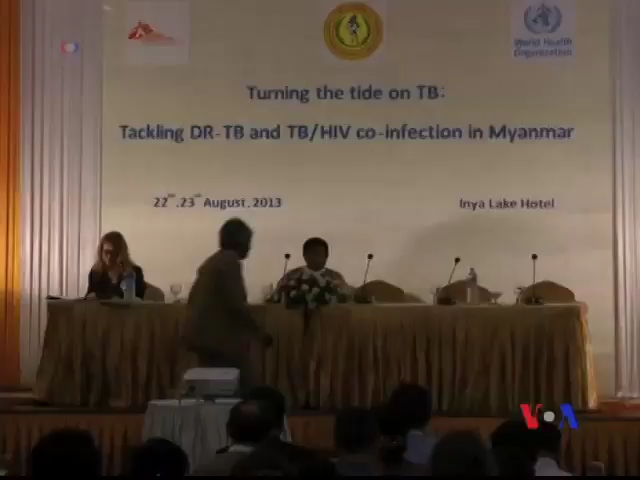 World Health
Organization
Turning the tide on TB:
Tackling DR-TB and TB/HIV co-infection in Myanmar
22nd.23rd August, 2013
Inya Lake Hotel
VOA